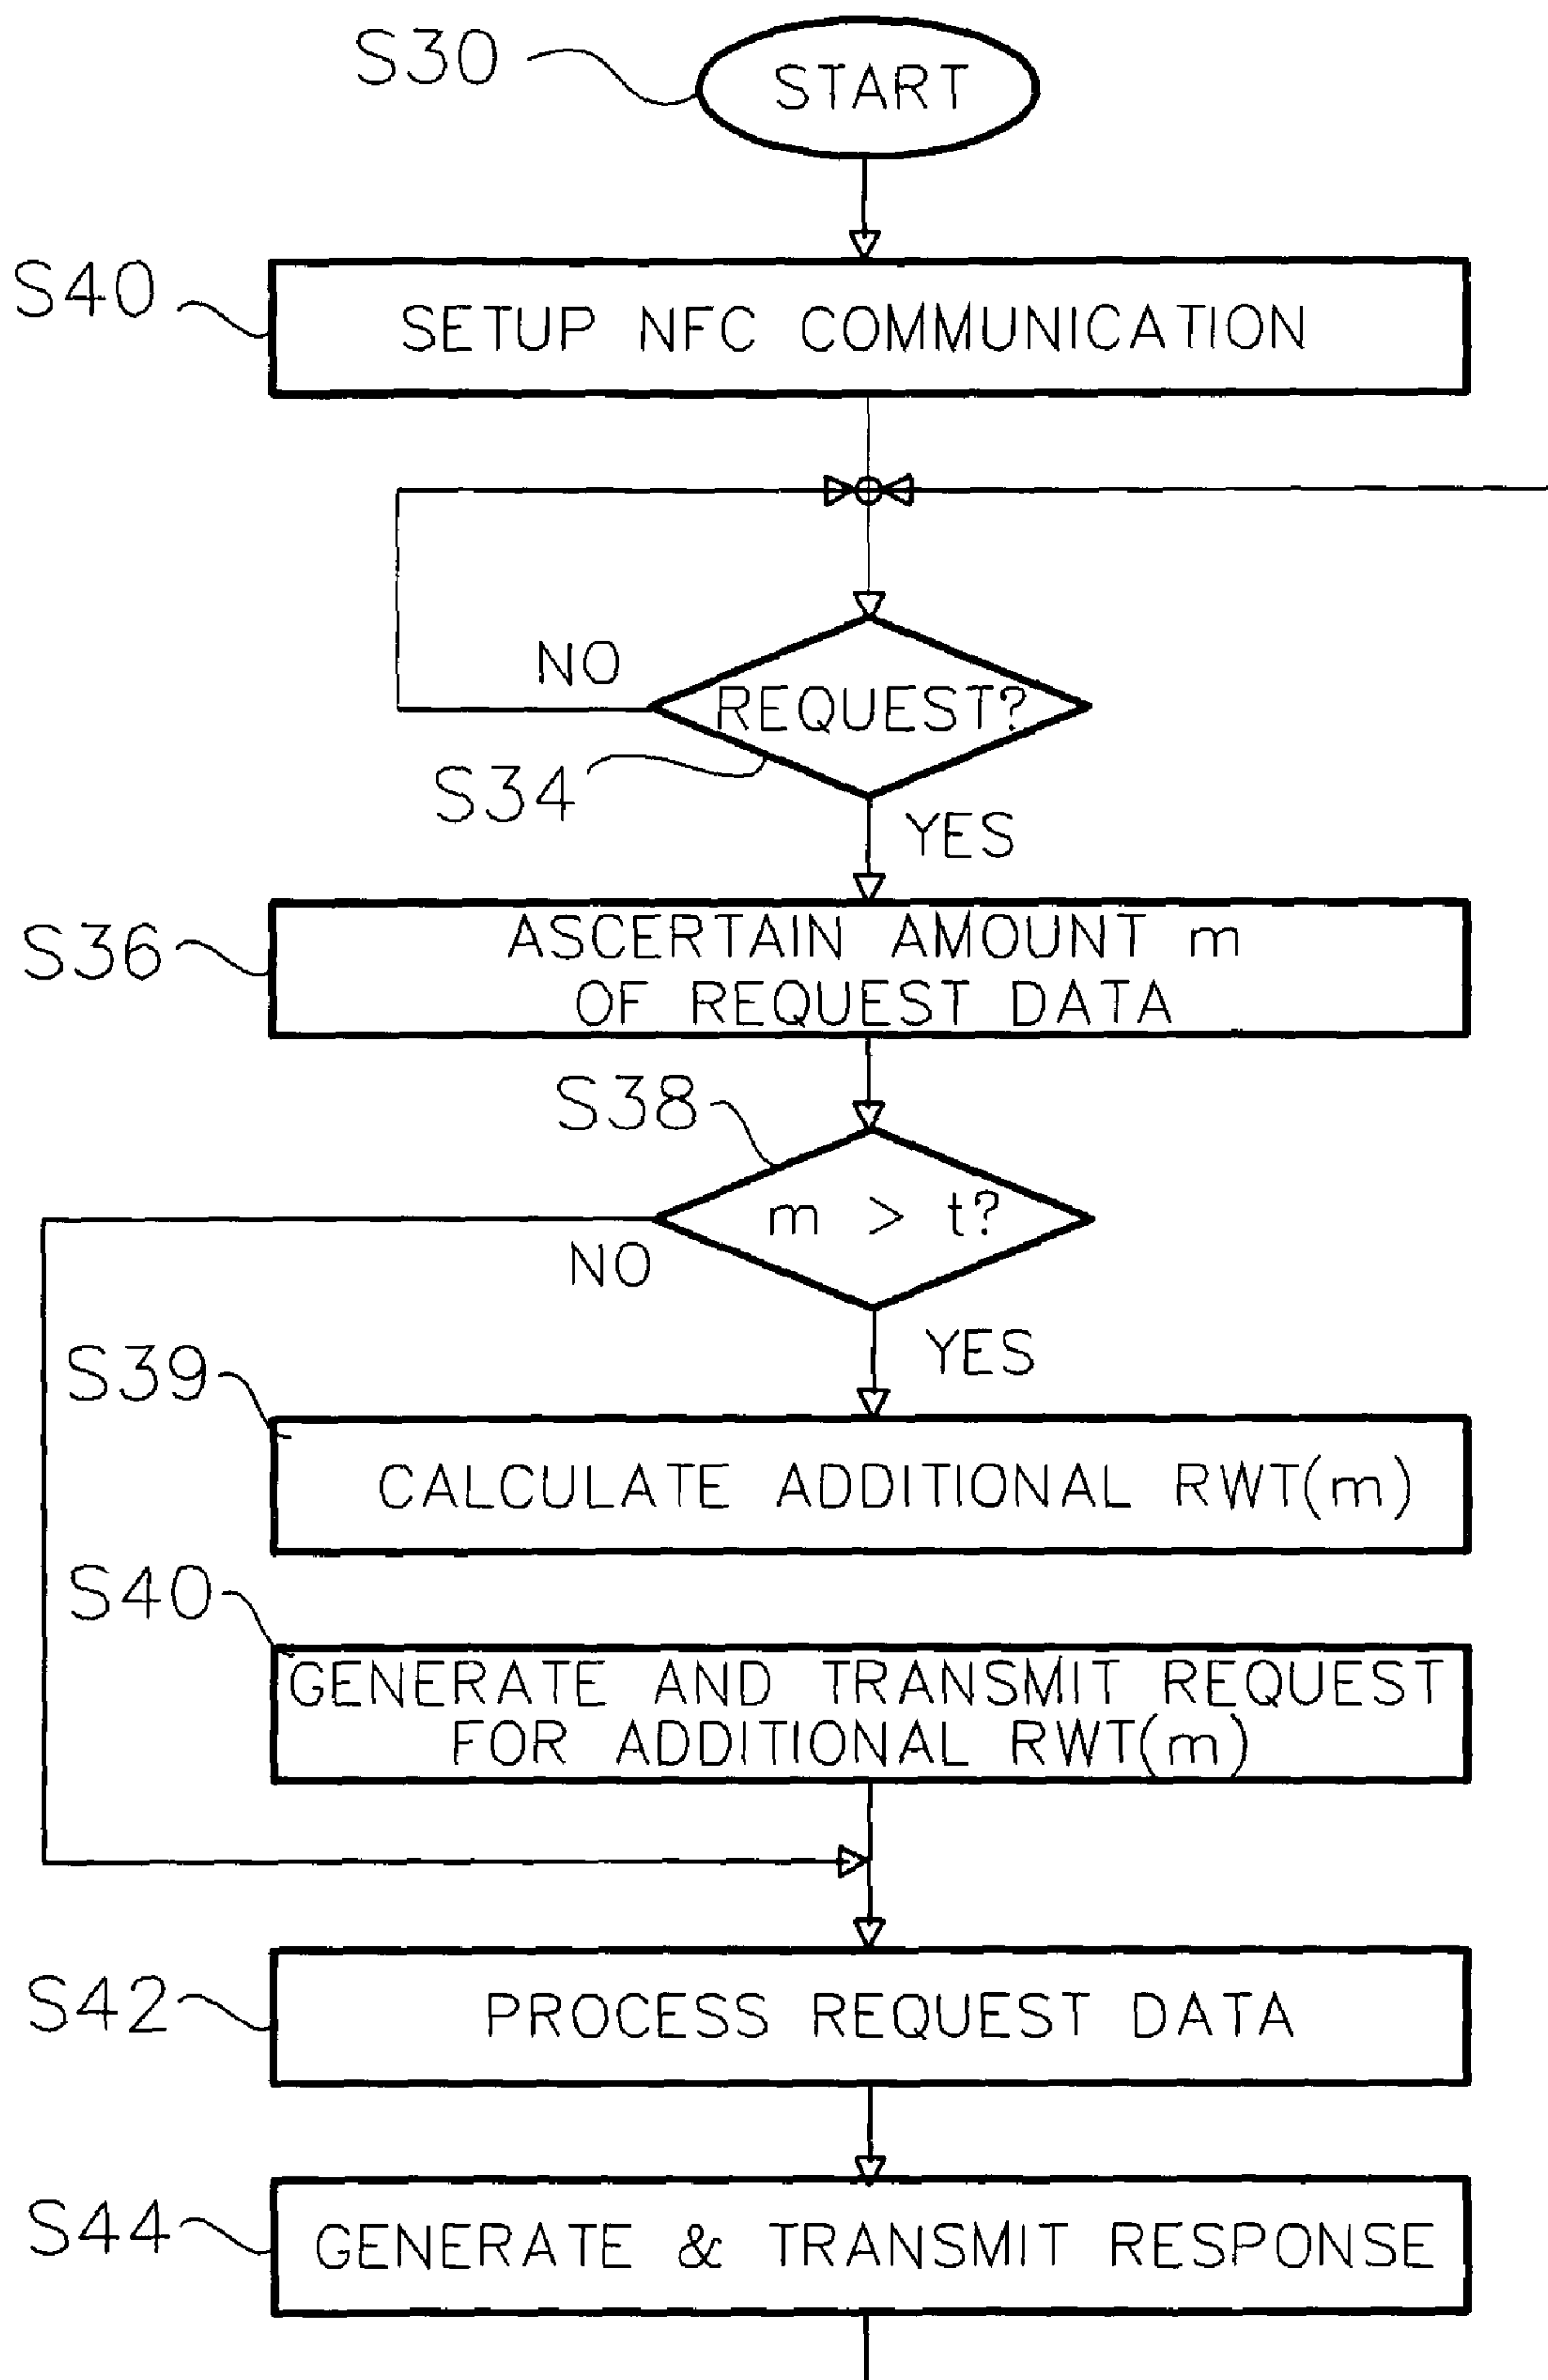 S30
START
S40
SETUP NFC COMMUNICATION
NO
REQUEST?
S34
YES
S36
ASCERTAIN AMOUNT m
OF REQUEST DATA
S38
m > t?
NO
YES
S39
CALCULATE ADDITIONAL RWT(m)
S40
GENERATE AND TRANSMIT REQUEST
FOR ADDITIONAL RWT(m)
S42
PROCESS REQUEST DATA
S44
GENERATE & TRANSMIT RESPONSE